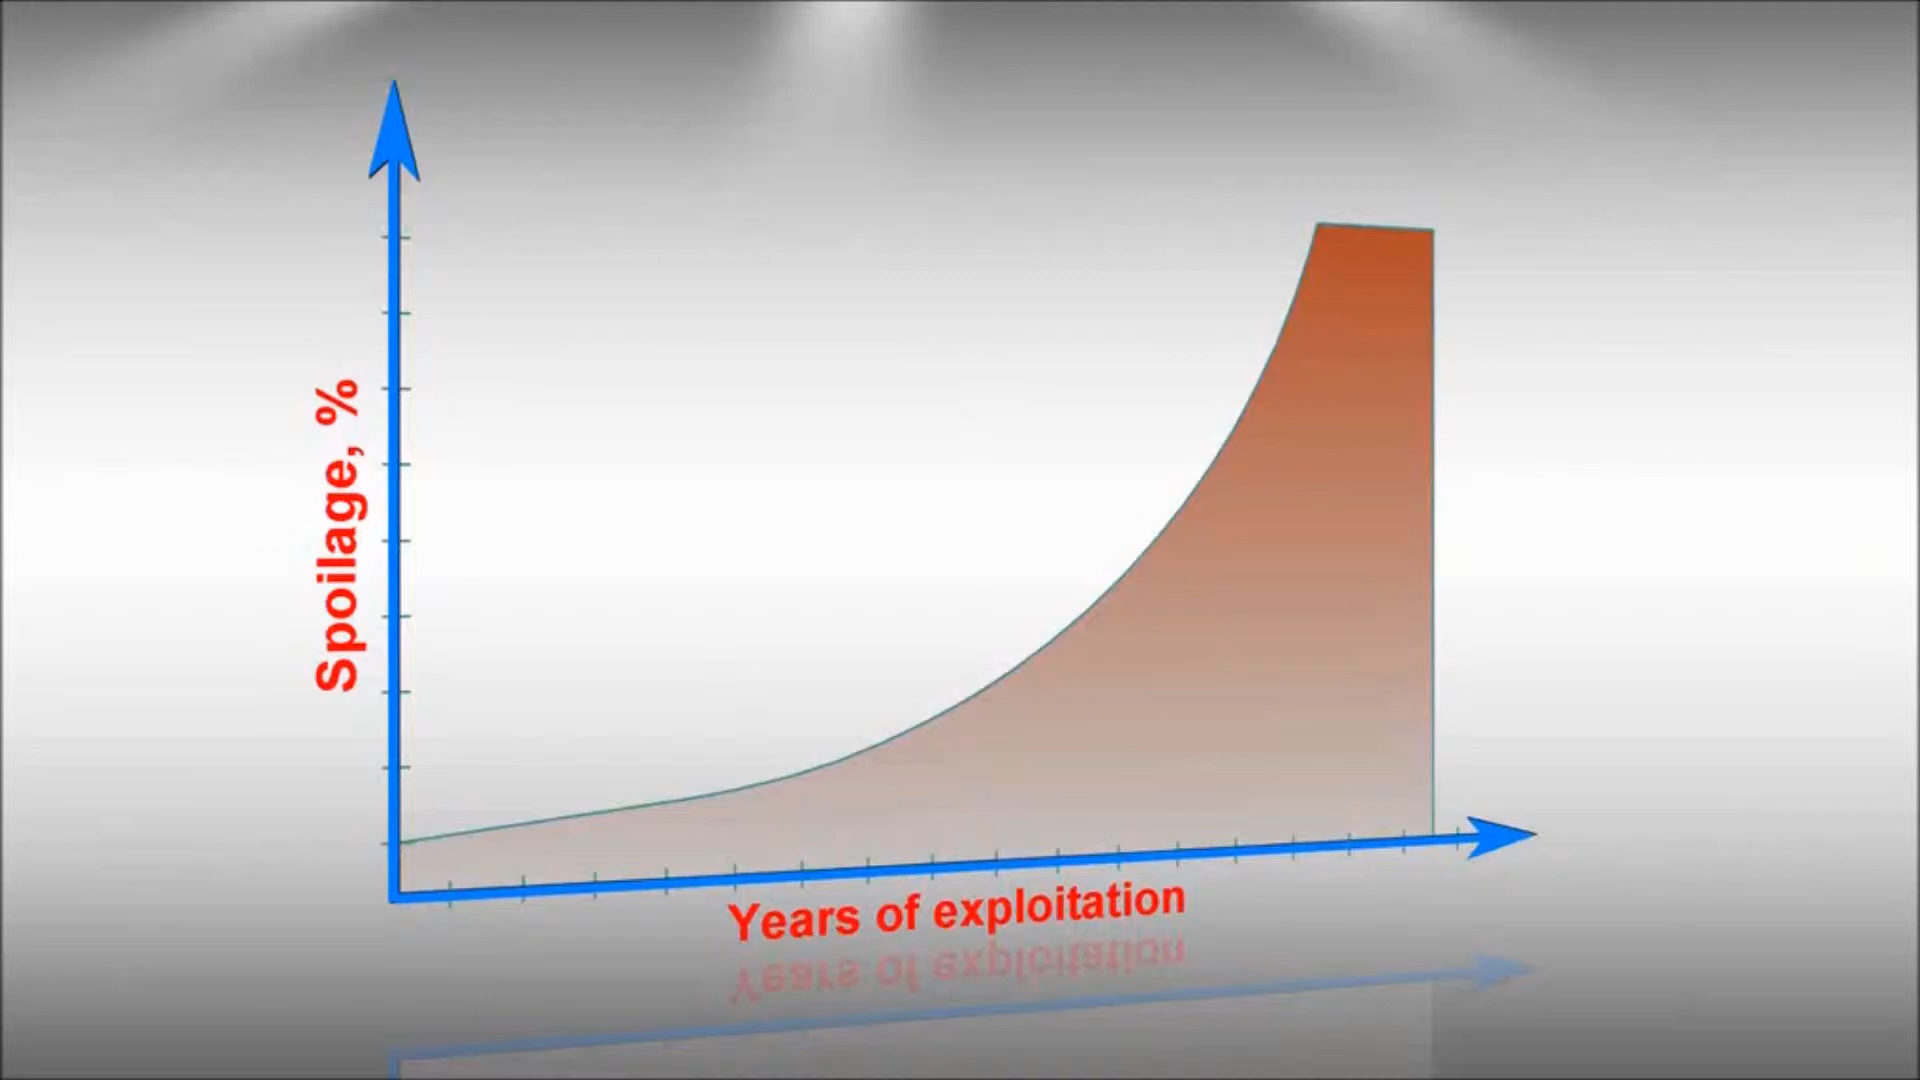 Spoilage, %
Years of exploitation